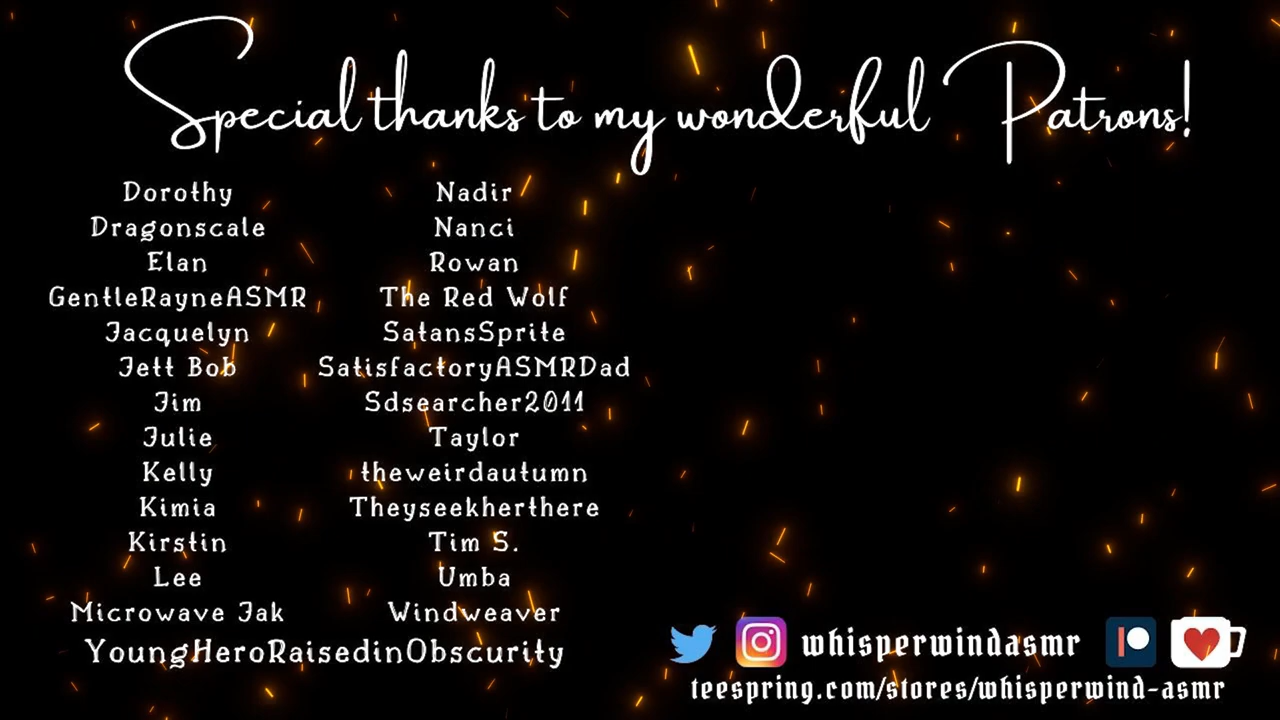 Special thanks to my wonderful Patrons!
Dorothy
Dragonscale
Elan
GentleRayneASMR
Jacquelyn
Jett Bob
Jim
Julie
Kelly
Kimia
Kirstin
Lee
Microwave Jak
Nadir
Nanci
Rowan
The Red Wolf
SatansSprite
SatisfactoryASMRDad
Sdsearcher2011
Taylor
theweirdautumn
Theyseekherthere
Tim S.
Umba
Windweaver
YoungHeroRaisedinObscurity
whisperwindasmr
teespring.com/stores/whisperwind-asmr